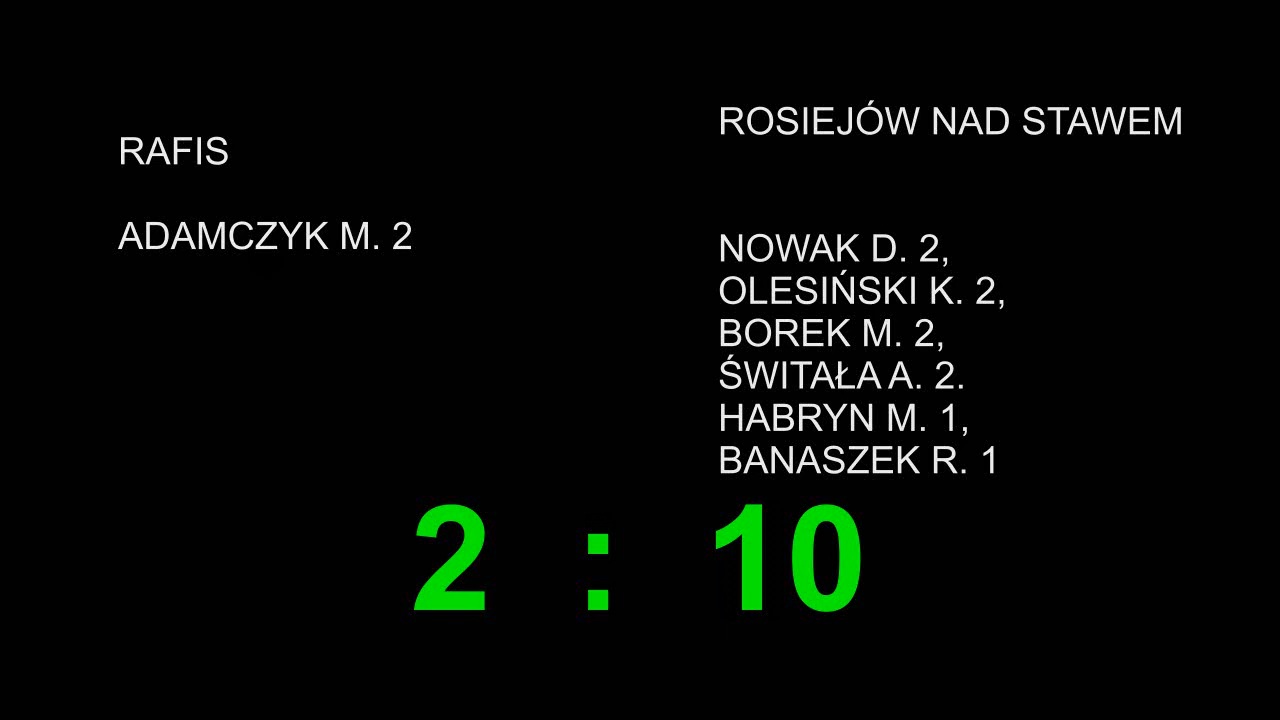 RAFIS
ADAMCZYK M. 2
ROSIEJÓW NAD STAWEM
NOWAK D. 2,
OLESIŃSKI K. 2,
BOREK M. 2,
ŚWITAŁA A. 2.
HABRYN M. 1,
BANASZEK R. 1
2 : 10